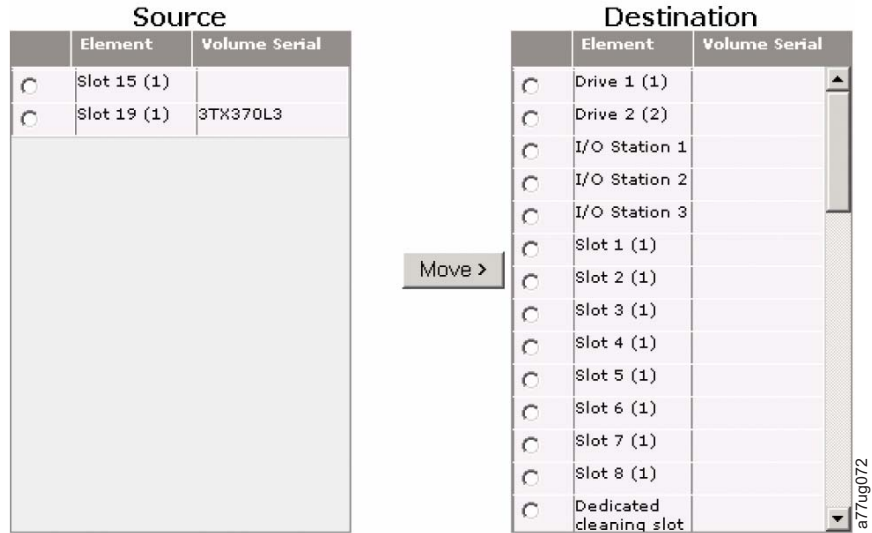 Source
Element Volume Serial
Slot 15 (1)
Slot 19 (1) 3TX370L3
Move >
Destination
Element Volume Serial
Drive 1 (1)
Drive 2 (2)
I/O Station 1
I/O Station 2
I/O Station 3
Slot 1 (1)
Slot 2 (1)
Slot 3 (1)
Slot 4 (1)
Slot 5 (1)
Slot 6 (1)
Slot 7 (1)
Slot 8 (1)
Dedicated
cleaning slot
a77ug072